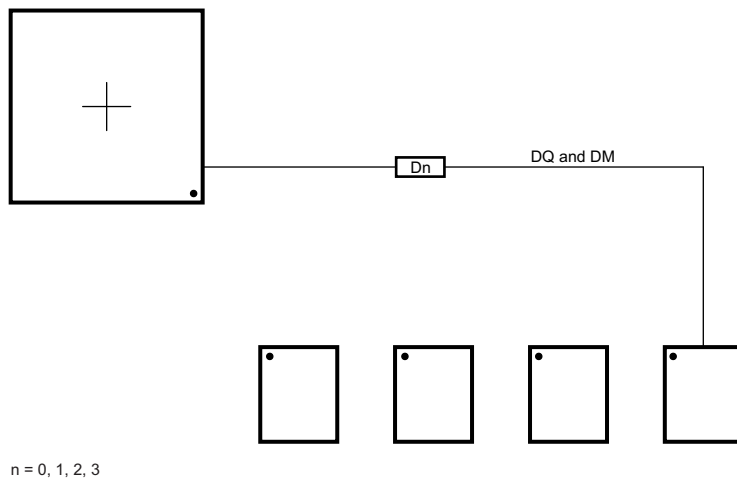 DQ and DM
Dn
n = 0, 1, 2, 3